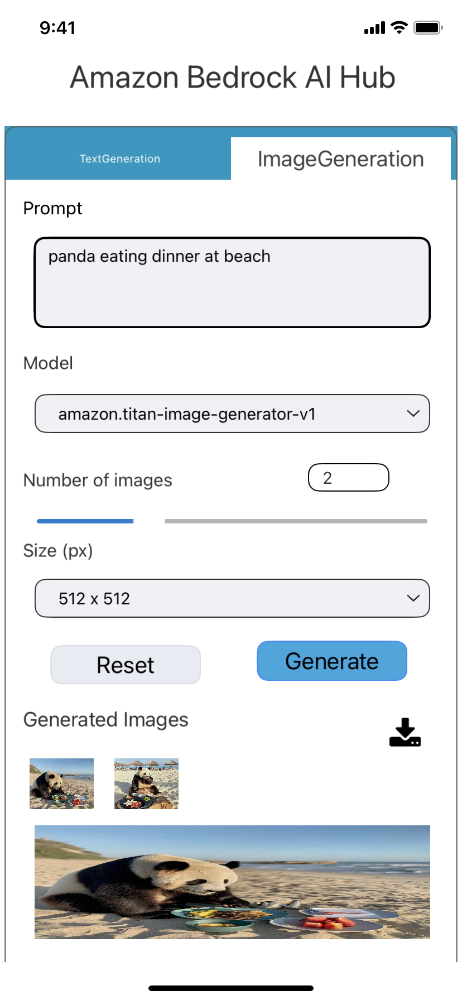 9:41
Amazon Bedrock AI Hub
TextGeneration
ImageGeneration
Prompt
panda eating dinner at beach
Model
amazon.titan-image-generator-v1
Number of images
2
Size (px)
512 x 512
Reset
Generate
Generated Images